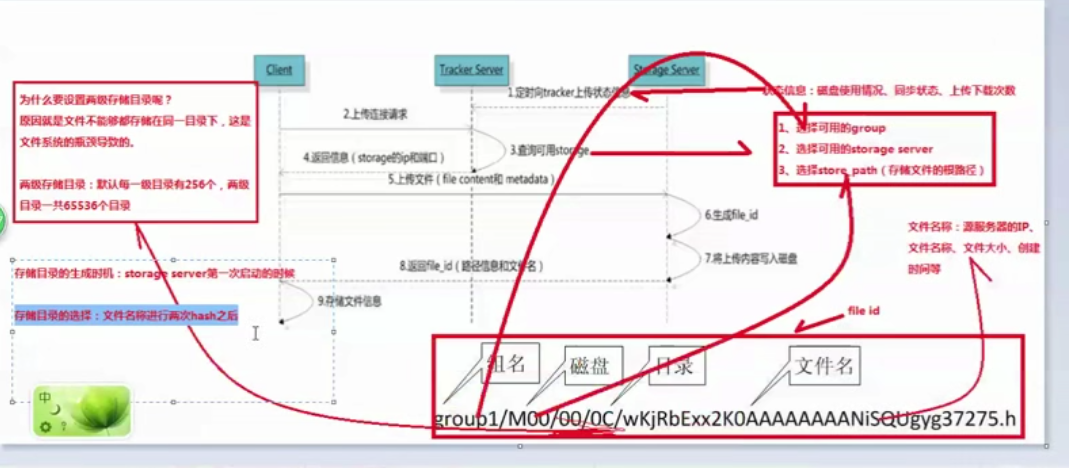 Client
Tracker Server
Storage Server
为什么要设置两级存储目录呢？
原因就是文件不能够都存储在同一目录下，这是
文件系统的瓶颈导致的。
两级存储目录：默认每一级目录有256个，两级
目录一共65536个目录
存储目录的生成时机：storage server第一次启动的时候
存储目录的选择：文件名称进行两次hash之后
1.定时向tracker上传状态信息
2.上传连接请求
3.查询可用storage
4.返回信息（storage的ip和端口）
5.上传文件（file content和 metadata）
6.生成file_id
7.将上传内容写入磁盘
8.返回file_id（路径信息和文件名）
9.存储文件信息
状态信息：磁盘使用情况、同步状态、上传下载次数
1、选择可用的group
2、选择可用的storage server
3、选择store_path（存储文件的根路径）
文件名称：源服务器的IP、
文件名称、文件大小、创建
时间等
file id
组名
磁盘
目录
文件名
group1/M00/00/0C/wKjRbExx2K0AAAAAAAANiSQUgyg37275.h
中
?